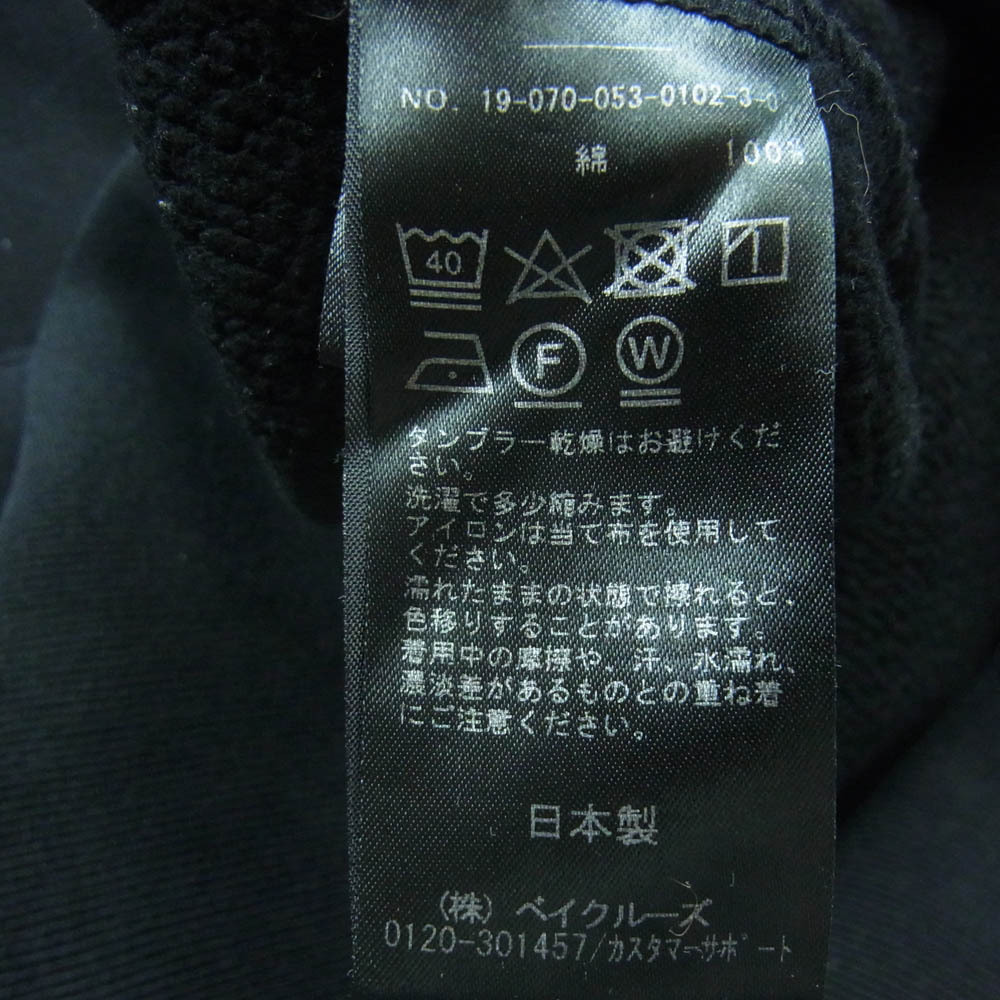 NO. 19-070-053-0102-3-0
綿 100%
40
F W
タンブラー乾燥はお避けくだ
さい。
洗濯で多少縮みます。
アイロンは当て布を使用して
ください。
濡れたままの状態で擦れると、
色移りすることがあります。
着用中の摩擦や、汗、水濡れ、
濃淡差があるものとの重ね着
にご注意ください。
日本製
(株) ベイクルーズ
0120-301457/カスタマーサポート